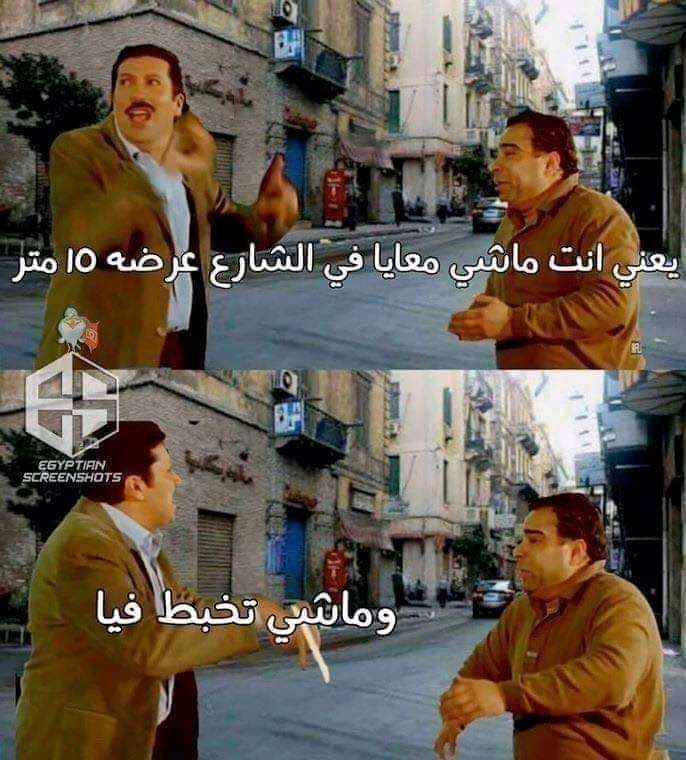 يعني انت ماشي معايا في الشارع عرضه ١٥ متر
EGYPTIAN
SCREENSHOTS
وماشي تخبط فيا